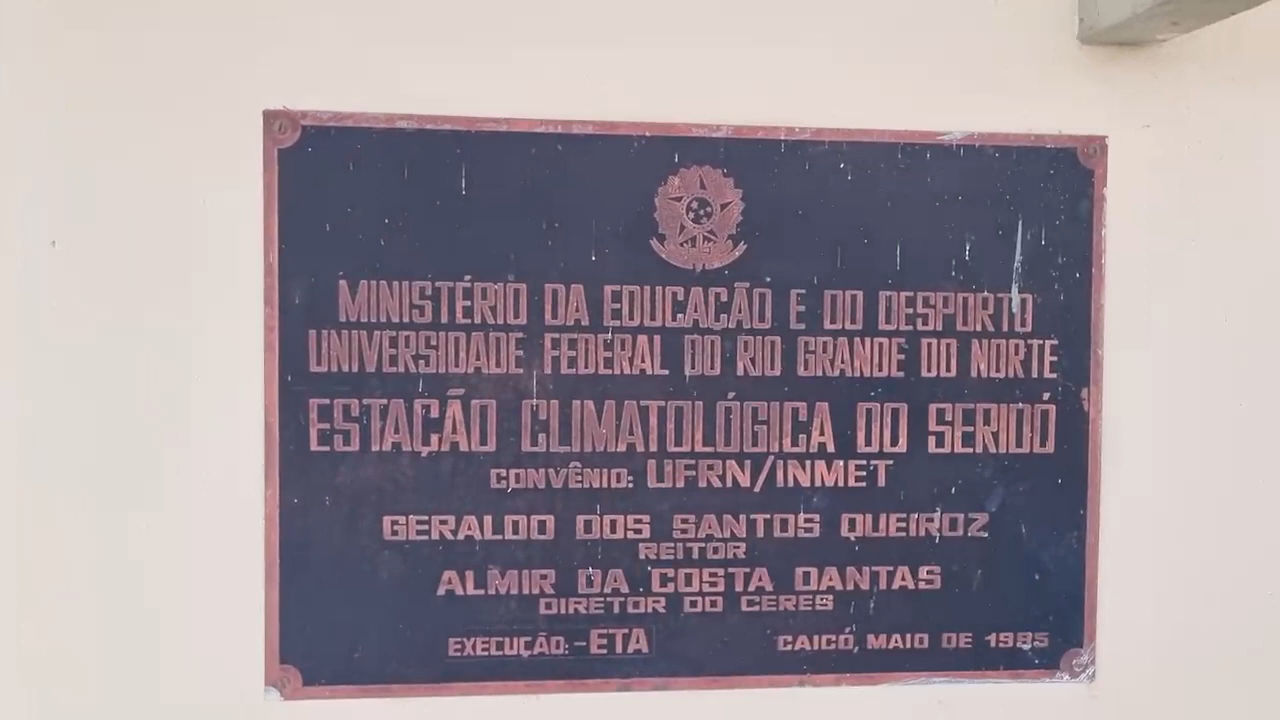 MINISTÉRIO DA EDUCAÇÃO E DO DESPORTO
UNIVERSIDADE FEDERAL DO RIO GRANDE DO NORTE
ESTAÇÃO CLIMATOLÓGICA DO SERIDÓ
CONVÊNIO: UFRN/INMET
GERALDO DOS SANTOS QUEIROZ
REITOR
ALMIR DA COSTA DANTAS
DIRETOR DO CERES
EXECUÇÃO:-ETA
CAICÓ, MAIO DE 1995